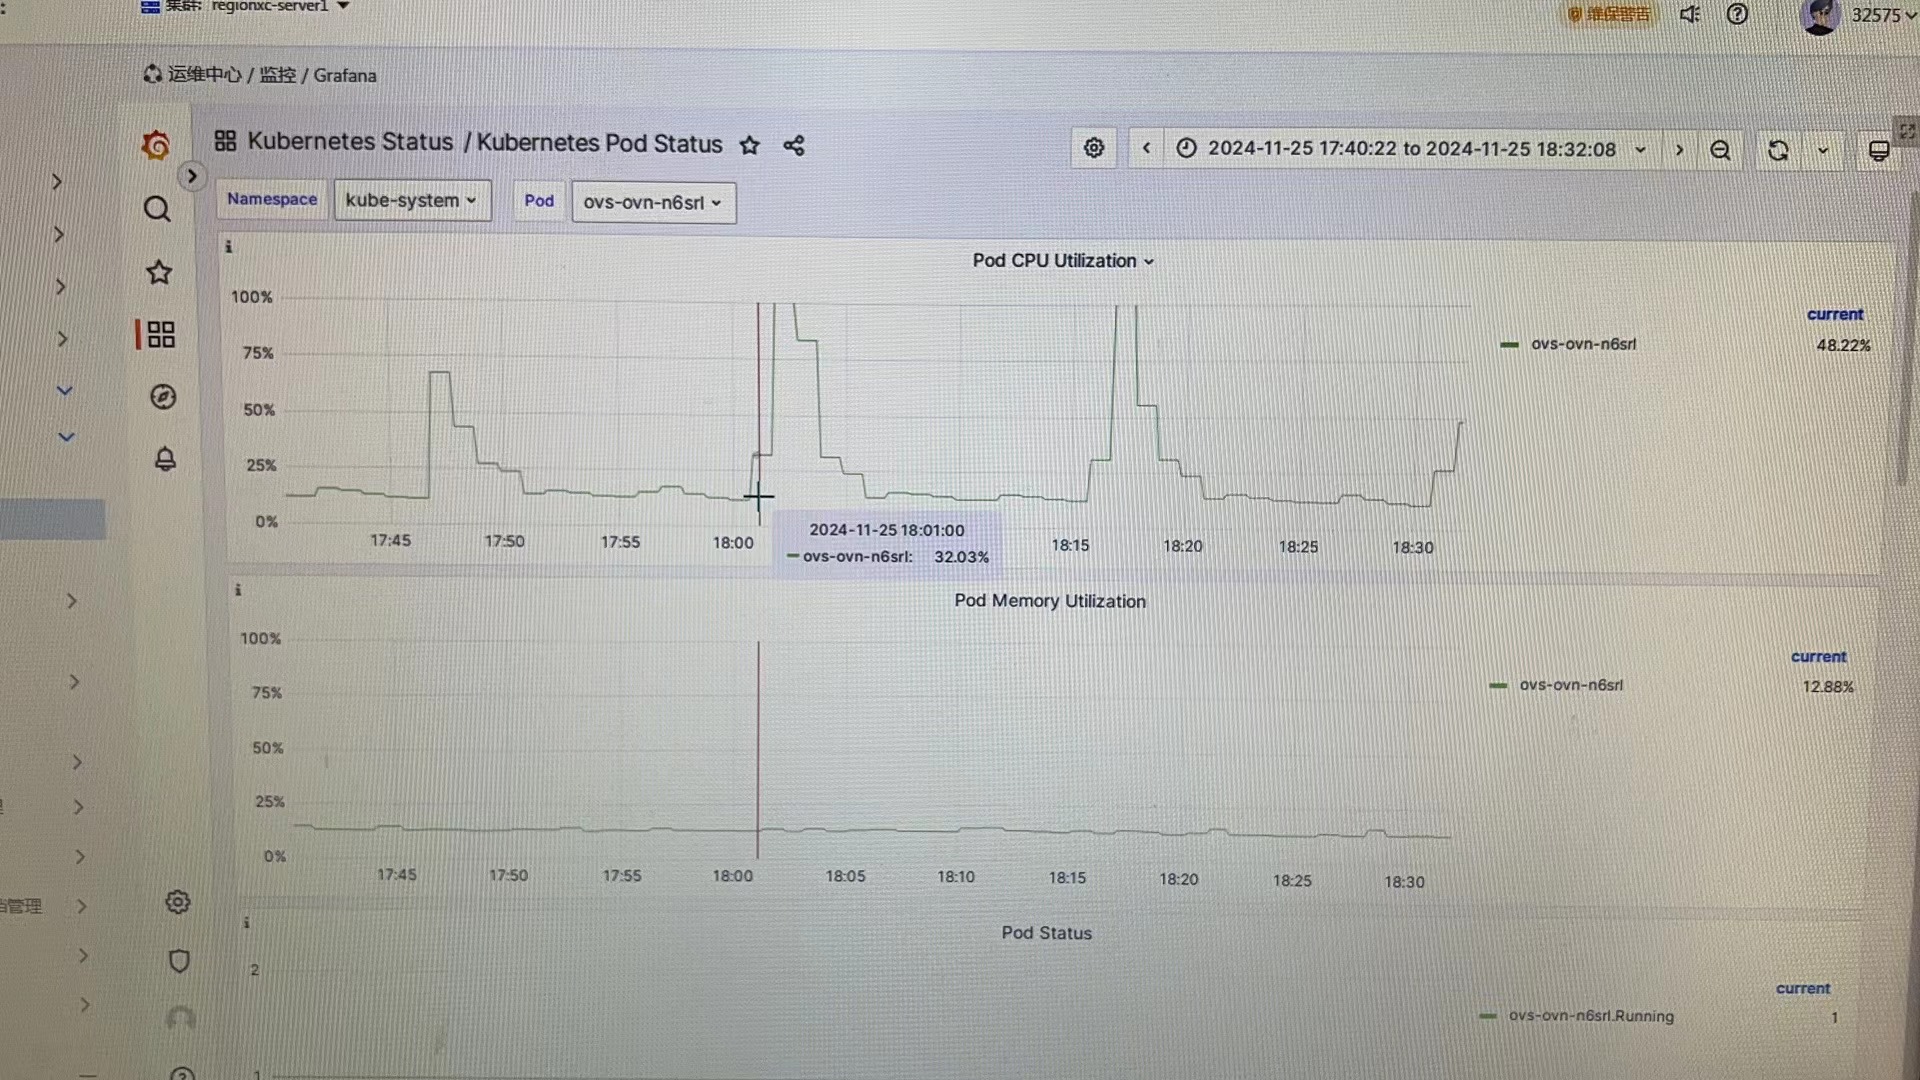 集群: regionxc-server1
维保警告
32575
运维中心 / 监控 / Grafana
Kubernetes Status / Kubernetes Pod Status
2024-11-25 17:40:22 to 2024-11-25 18:32:08
Namespace
kube-system
Pod
ovs-ovn-n6srl
Pod CPU Utilization
100%
75%
50%
25%
0%
17:45
17:50
17:55
18:00
18:15
18:20
18:25
18:30
2024-11-25 18:01:00
ovs-ovn-n6srl: 32.03%
current
ovs-ovn-n6srl 48.22%
Pod Memory Utilization
100%
75%
50%
25%
0%
17:45
17:50
17:55
18:00
18:05
18:10
18:15
18:20
18:25
18:30
current
ovs-ovn-n6srl 12.88%
管理
Pod Status
2
1
current
ovs-ovn-n6srl.Running 1